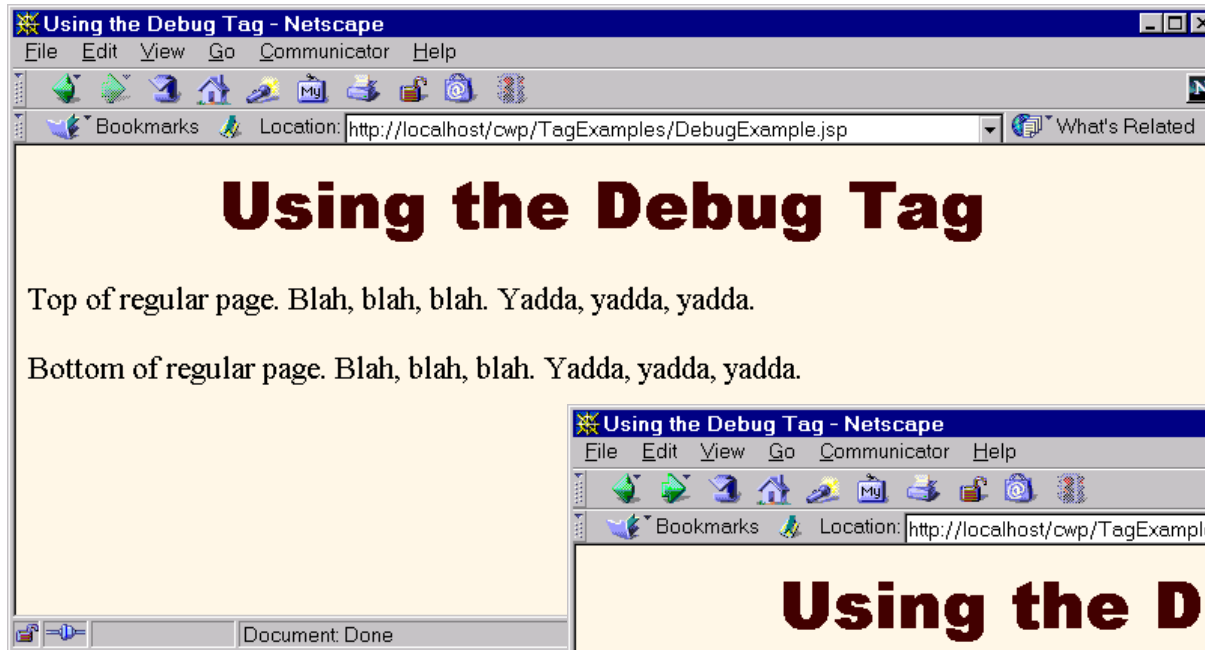 Using the Debug Tag - Netscape
File Edit View Go Communicator Help
My
Bookmarks Location: http://localhost/cwp/TagExamples/DebugExample.jsp What's Related
Using the Debug Tag
Top of regular page. Blah, blah, blah. Yadda, yadda, yadda.
Bottom of regular page. Blah, blah, blah. Yadda, yadda, yadda.
Document: Done
Using the Debug Tag - Netscape
File Edit View Go Communicator Help
My
Bookmarks Location: http://localhost/cwp/TagExampl
Using the D